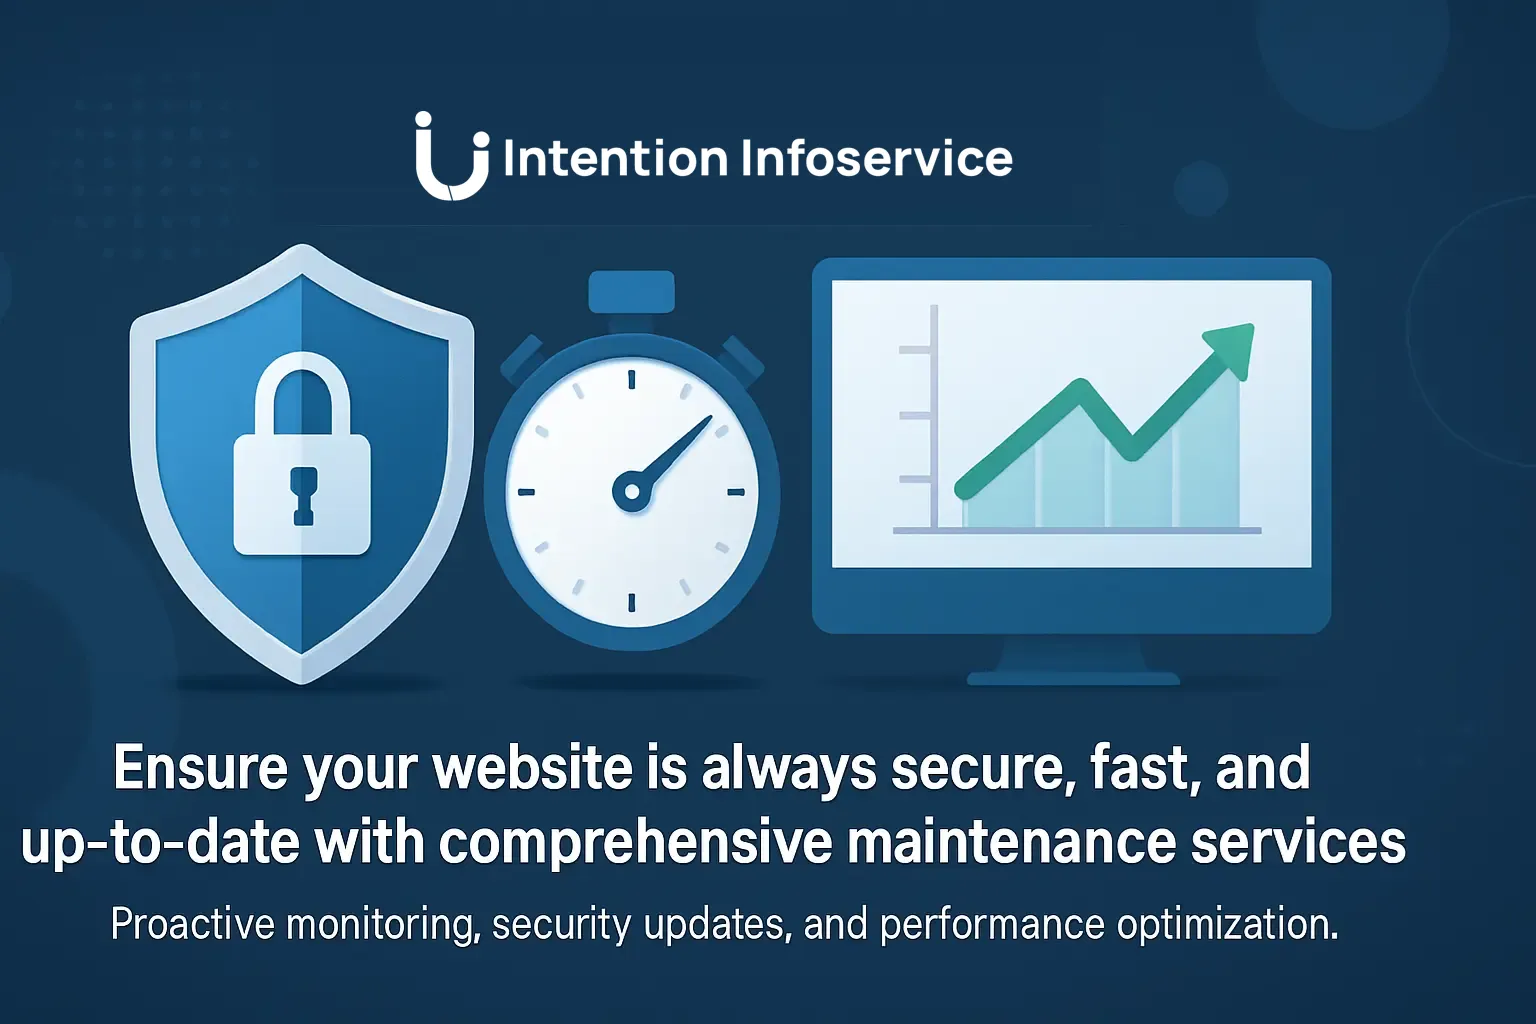 Intention Infoservice
Ensure your website is always secure, fast, and
up-to-date with comprehensive maintenance services
Proactive monitoring, security updates, and performance optimization.